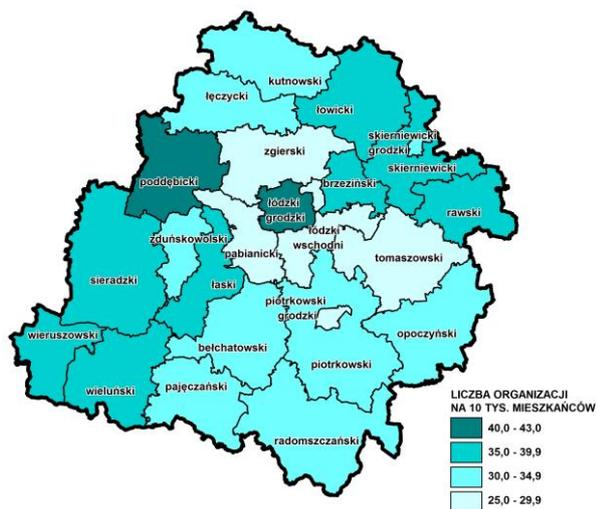 kutnowski
łęczycki
łowicki
skierniewicki
grodzki
zgierski
poddębicki
brzeziński
skierniewicki
łódzki
grodzki
rawski
łódzki
wschodni
zduńskowolski
pabianicki
tomaszowski
sieradzki
łaski
piotrkowski
grodzki
opoczyński
wieruszowski
bełchatowski
piotrkowski
wieluński
pajęczański
radomszczański
LICZBA ORGANIZACJI
NA 10 TYS. MIESZKAŃCÓW
40,0 - 43,0
35,0 - 39,9
30,0 - 34,9
25,0 - 29,9